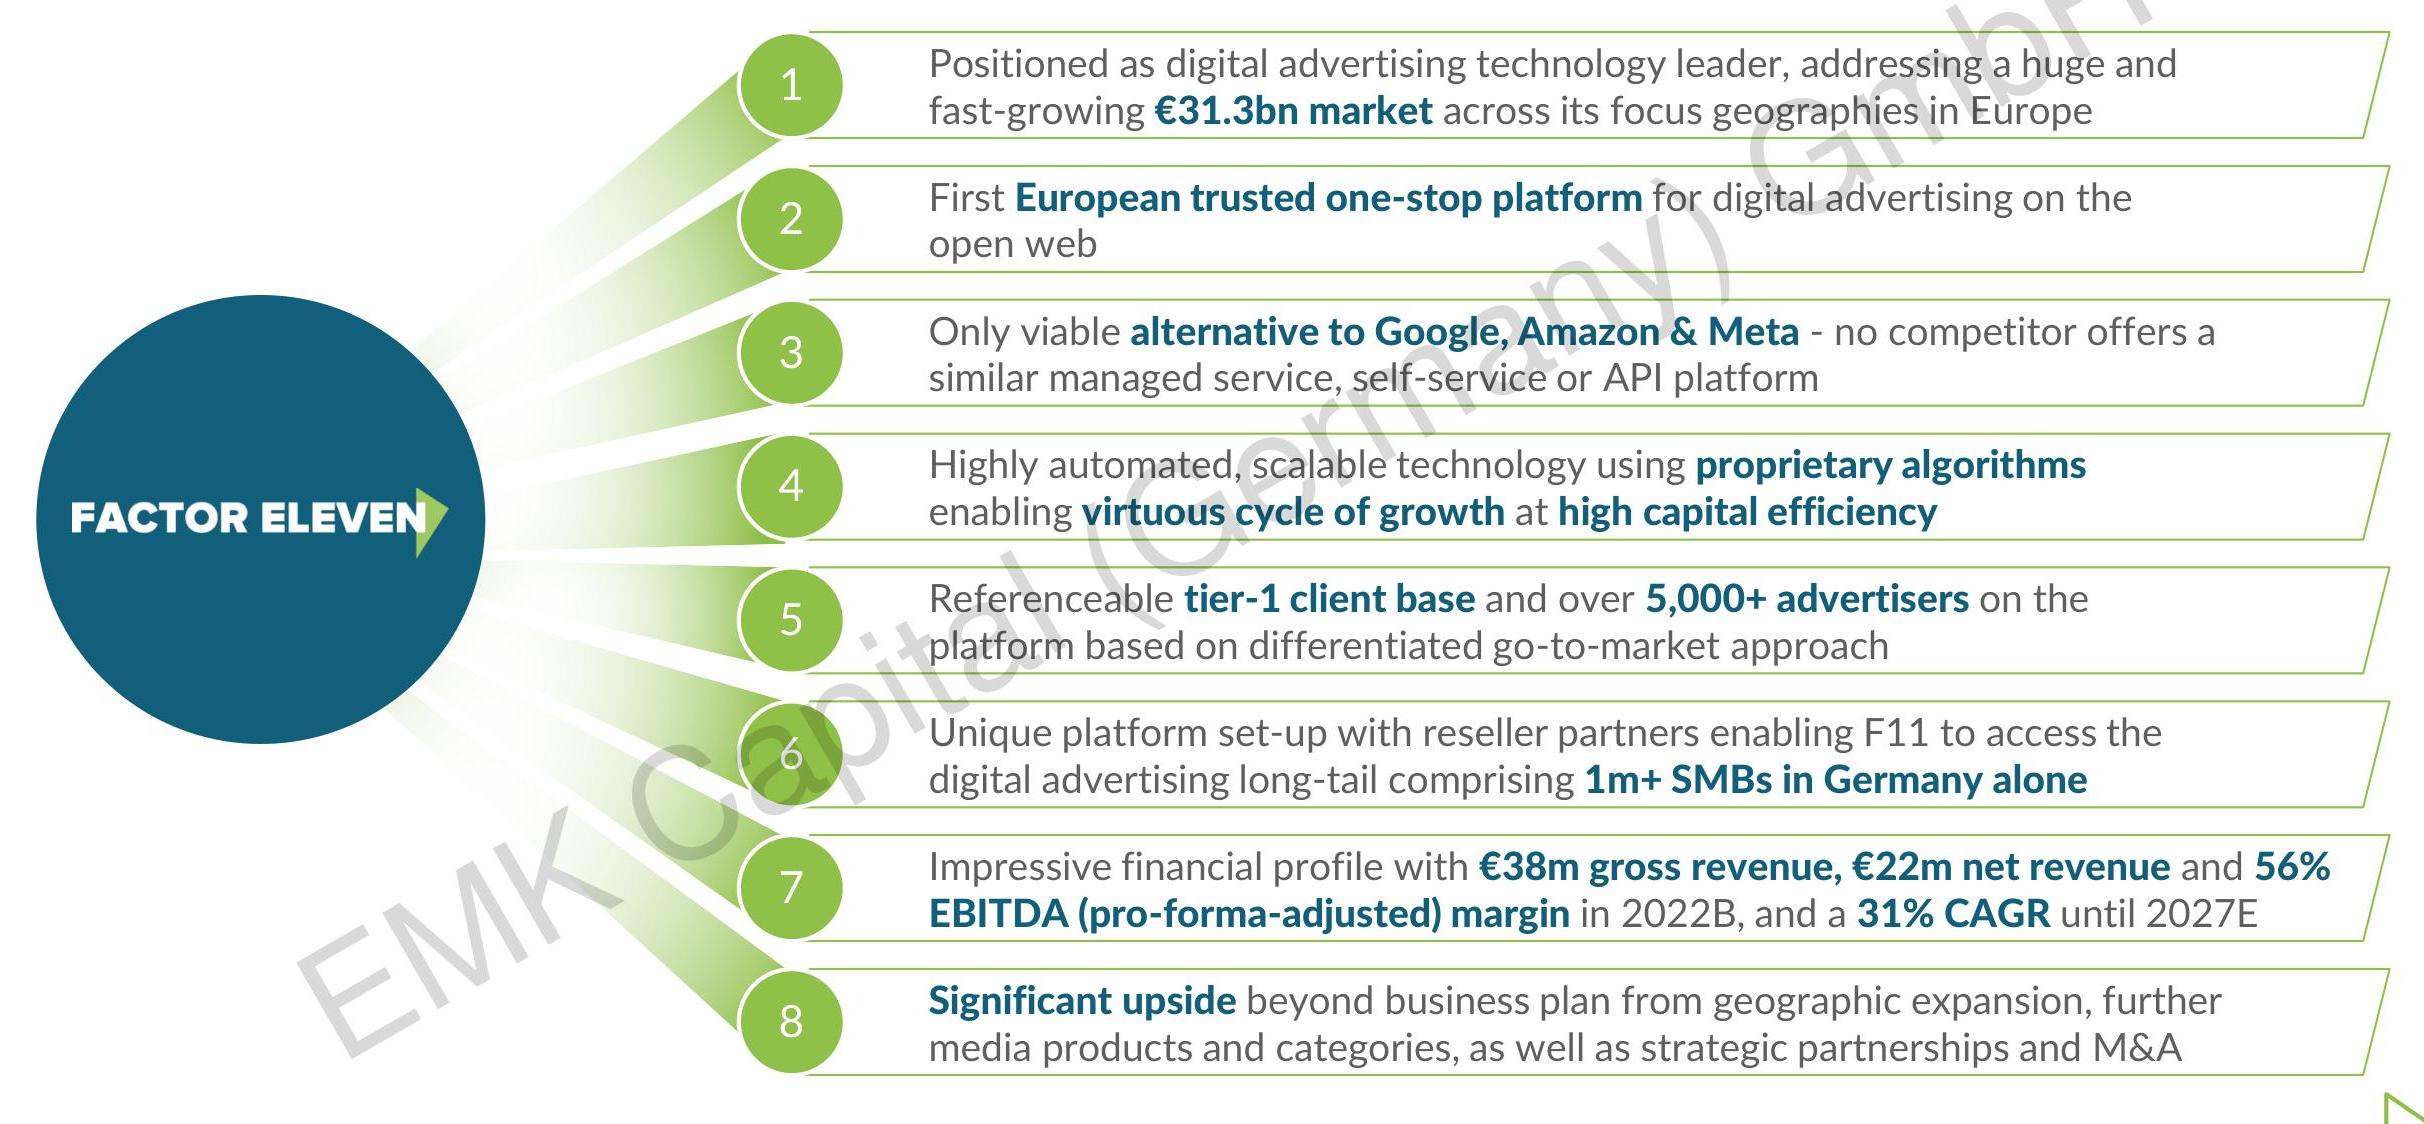 FACTOR ELEVEN
1
Positioned as digital advertising technology leader, addressing a huge and
fast-growing €31.3bn market across its focus geographies in Europe
2
First European trusted one-stop platform for digital advertising on the
open web
3
Only viable alternative to Google, Amazon & Meta - no competitor offers a
similar managed service, self-service or API platform
4
Highly automated, scalable technology using proprietary algorithms
enabling virtuous cycle of growth at high capital efficiency
5
Referenceable tier-1 client base and over 5,000+ advertisers on the
platform based on differentiated go-to-market approach
6
Unique platform set-up with reseller partners enabling F11 to access the
digital advertising long-tail comprising 1m+ SMBs in Germany alone
7
Impressive financial profile with €38m gross revenue, €22m net revenue and 56%
EBITDA (pro-forma-adjusted) margin in 2022B, and a 31% CAGR until 2027E
8
Significant upside beyond business plan from geographic expansion, further
media products and categories, as well as strategic partnerships and M&A
EMK Capital (Germany) GmbH